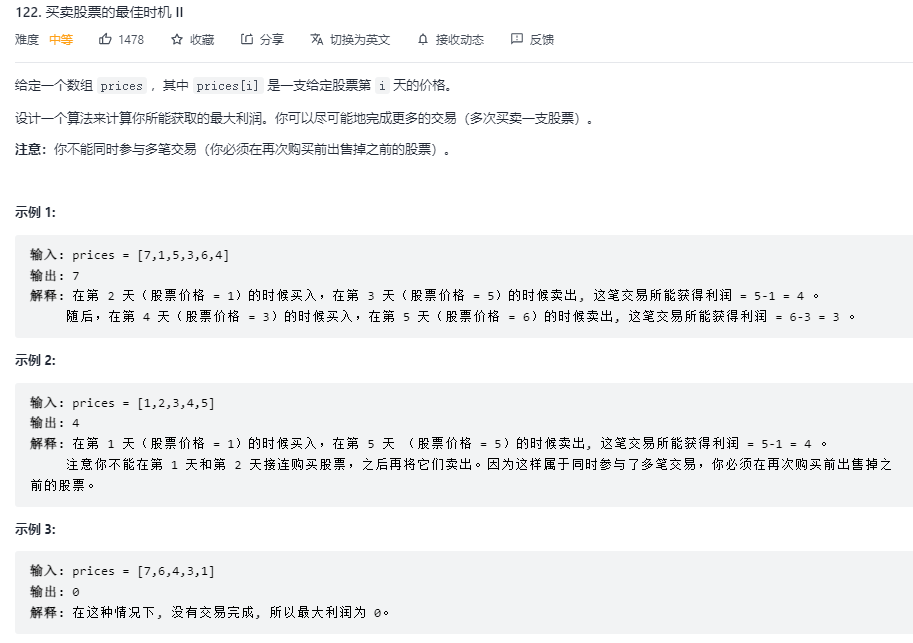 122. 买卖股票的最佳时机 II
难度 中等 1478 收藏 分享 切换为英文 接收动态 反馈
给定一个数组 prices ，其中 prices[i] 是一支给定股票第 i 天的价格。
设计一个算法来计算你所能获取的最大利润。你可以尽可能地完成更多的交易（多次买卖一支股票）。
注意：你不能同时参与多笔交易（你必须在再次购买前出售掉之前的股票）。
示例 1:
输入: prices = [7,1,5,3,6,4]
输出: 7
解释: 在第 2 天（股票价格 = 1）的时候买入，在第 3 天（股票价格 = 5）的时候卖出, 这笔交易所能获得利润 = 5-1 = 4 。
随后，在第 4 天（股票价格 = 3）的时候买入，在第 5 天（股票价格 = 6）的时候卖出, 这笔交易所能获得利润 = 6-3 = 3 。
示例 2:
输入: prices = [1,2,3,4,5]
输出: 4
解释: 在第 1 天（股票价格 = 1）的时候买入，在第 5 天 （股票价格 = 5）的时候卖出, 这笔交易所能获得利润 = 5-1 = 4 。
注意你不能在第 1 天和第 2 天接连购买股票，之后再将它们卖出。因为这样属于同时参与了多笔交易，你必须在再次购买前出售掉之
前的股票。
示例 3:
输入: prices = [7,6,4,3,1]
输出: 0
解释: 在这种情况下, 没有交易完成, 所以最大利润为 0。